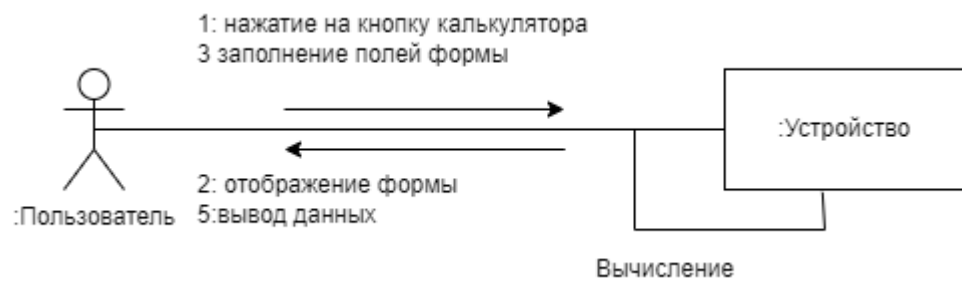 1: нажатие на кнопку калькулятора
3 заполнение полей формы
:Устройство
2: отображение формы
:Пользователь
5:вывод данных
Вычисление